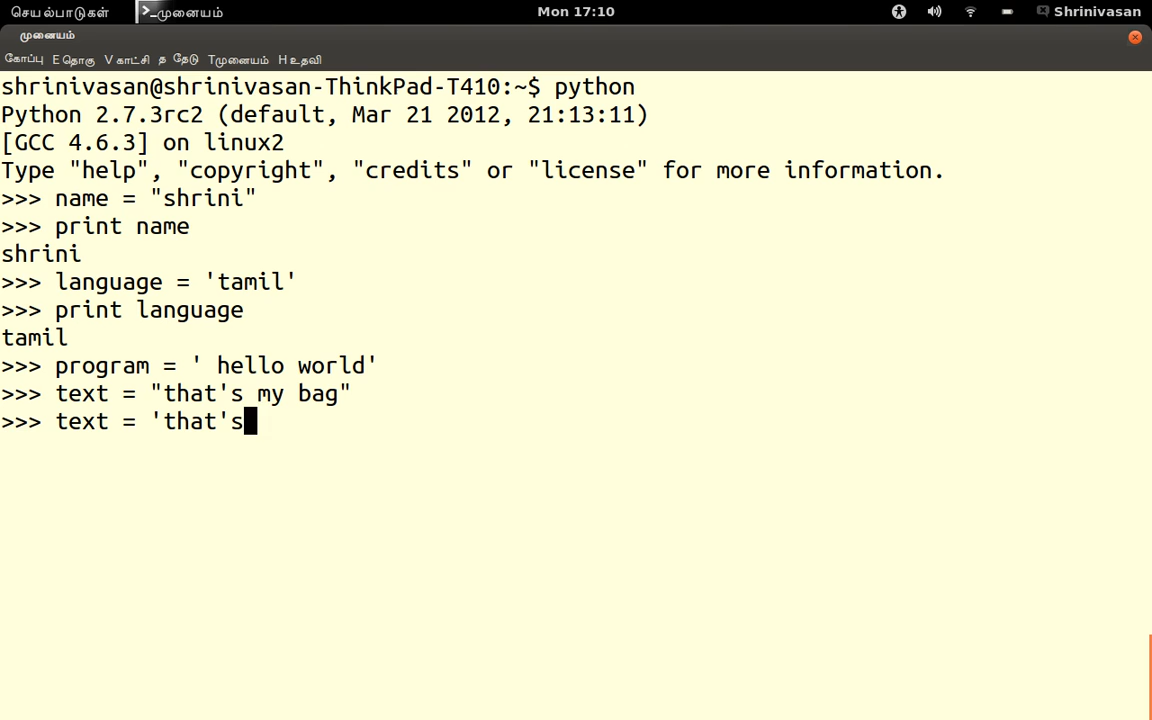 செயல்பாடுகள் >_ முனையம் Mon 17:10 Shrinivasan
முனையம்
கோப்பு E தொகு V காட்சி த தேடு T முனையம் H உதவி
shrinivasan@shrinivasan-ThinkPad-T410:~$ python
Python 2.7.3rc2 (default, Mar 21 2012, 21:13:11)
[GCC 4.6.3] on linux2
Type "help", "copyright", "credits" or "license" for more information.
>>> name = "shrini"
>>> print name
shrini
>>> language = 'tamil'
>>> print language
tamil
>>> program = ' hello world'
>>> text = "that's my bag"
>>> text = 'that's